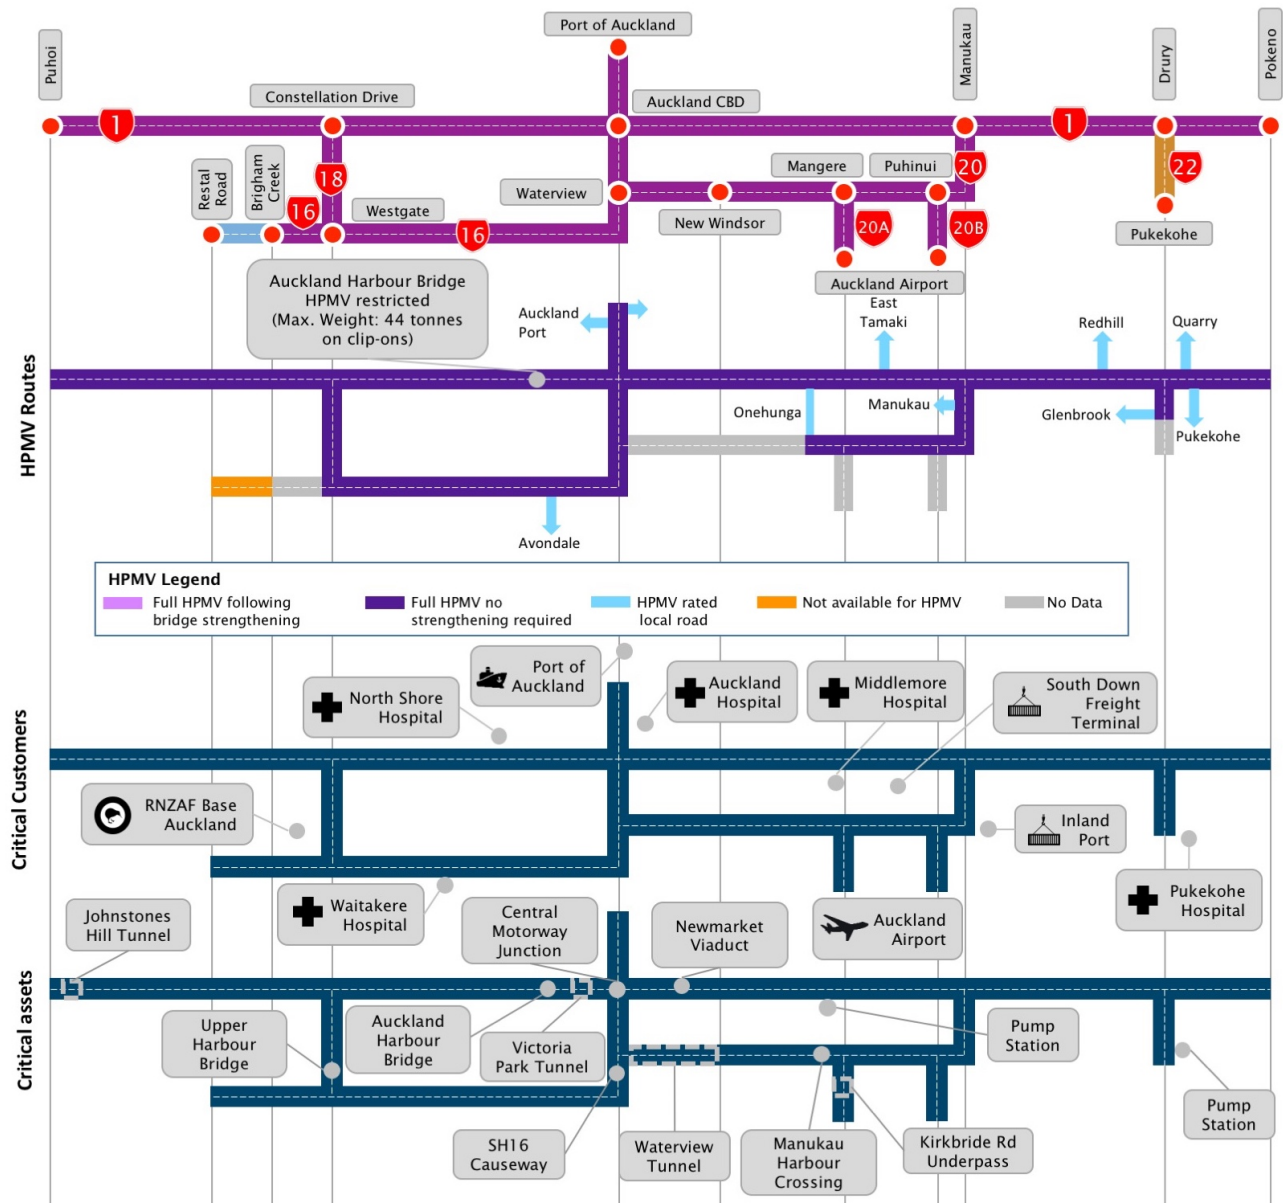 Port of Auckland
Puhoi
Manukau
Drury
Pokeno
Constellation Drive
Auckland CBD
1
1
Restal
Road
Brigham
Creek
18
16
Westgate
16
Waterview
New Windsor
Mangere
Puhinui
20
22
20A
20B
Pukekohe
Auckland Airport
Auckland Harbour Bridge
HPMV restricted
(Max. Weight: 44 tonnes
on clip-ons)
HPMV Routes
Auckland
Port
East
Tamaki
Redhill
Quarry
Onehunga
Manukau
Glenbrook
Pukekohe
Avondale
HPMV Legend
Full HPMV following
bridge strengthening
Full HPMV no
strengthening required
HPMV rated
local road
Not available for HPMV
No Data
Critical Customers
North Shore
Hospital
Port of
Auckland
Auckland
Hospital
Middlemore
Hospital
South Down
Freight
Terminal
RNZAF Base
Auckland
Inland
Port
Waitakere
Hospital
Auckland
Airport
Pukekohe
Hospital
Critical assets
Johnstones
Hill Tunnel
Central
Motorway
Junction
Newmarket
Viaduct
Upper
Harbour
Bridge
Auckland
Harbour
Bridge
Victoria
Park Tunnel
Pump
Station
SH16
Causeway
Waterview
Tunnel
Manukau
Harbour
Crossing
Kirkbride Rd
Underpass
Pump
Station